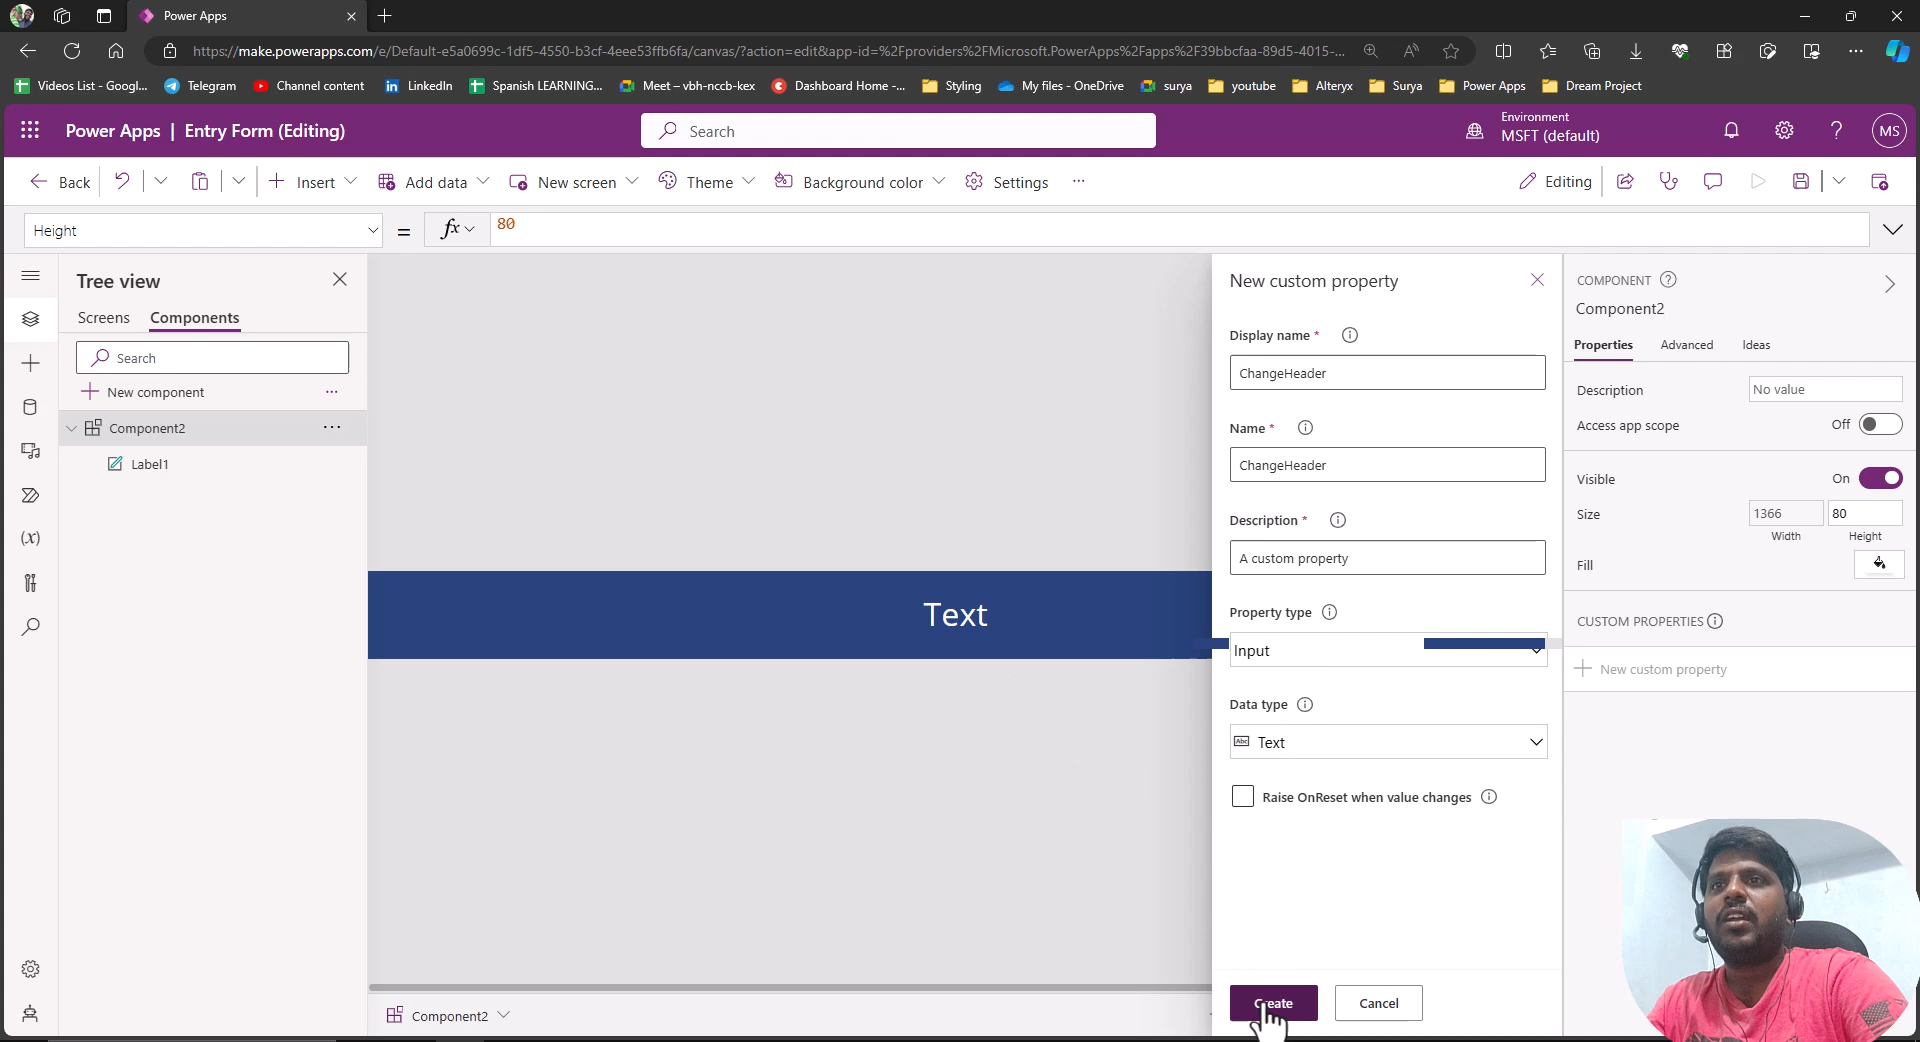 Power Apps
https://make.powerapps.com/e/Default-e5a0699c-1df5-4550-b3cf-4eee53ffb6fa/canvas/?action=edit&app-id=%2Fproviders%2FMicrosoft.PowerApps%2Fapps%2F39bbcfaa-89d5-4015-...
Videos List - Googl... Telegram Channel content LinkedIn Spanish LEARNING... Meet – vbh-nccb-kex Dashboard Home -... Styling My files - OneDrive surya youtube Alteryx Surya Power Apps Dream Project
Power Apps | Entry Form (Editing)
Search
Environment
MSFT (default)
MS
Back Insert Add data New screen Theme Background color Settings Editing
Height = fx 80
Tree view
Screens Components
Search
New component
Component2
Label1
Text
Component2
New custom property
Display name *
ChangeHeader
Name *
ChangeHeader
Description *
A custom property
Property type
Input
Data type
Abc Text
Raise OnReset when value changes
Create Cancel
COMPONENT
Component2
Properties Advanced Ideas
Description No value
Access app scope Off
Visible On
Size 1366 80
Width Height
Fill
CUSTOM PROPERTIES
New custom property